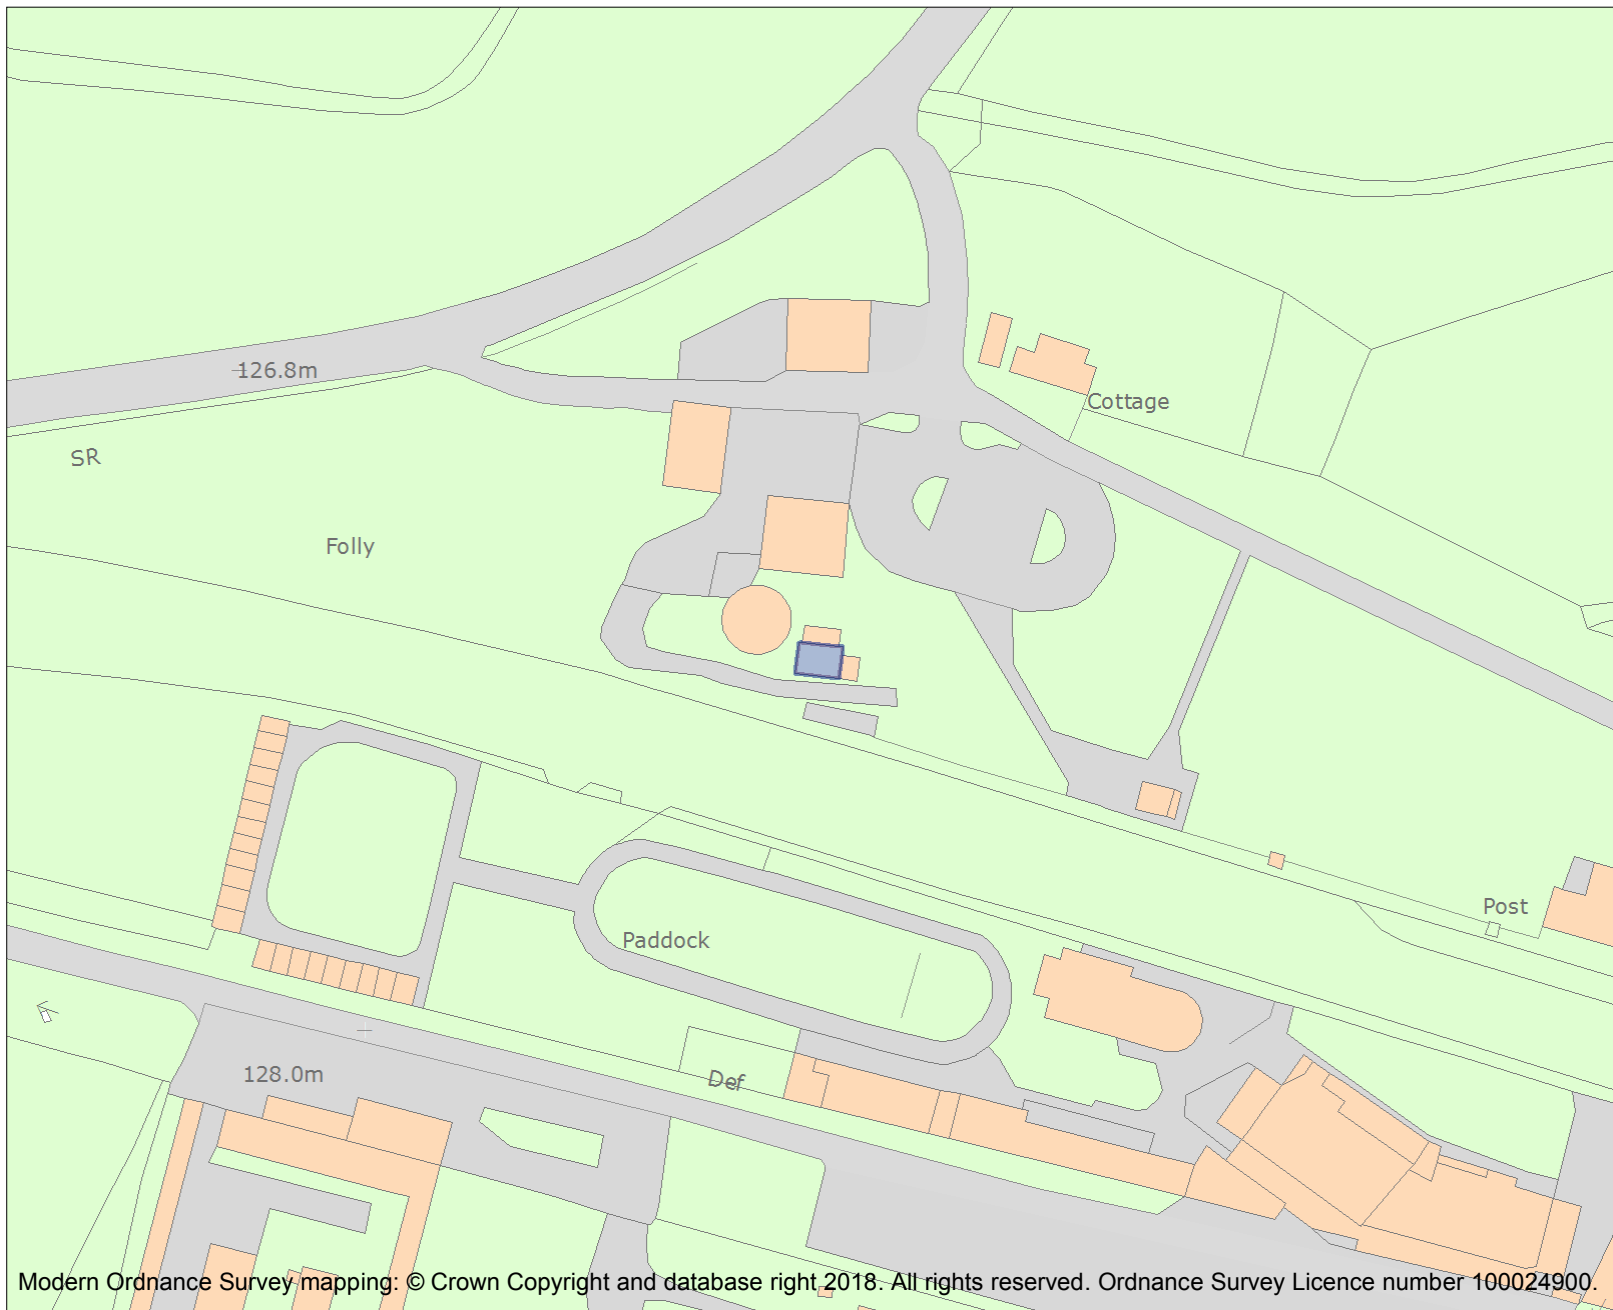 126.8m
Cottage
SR
Folly
Post
Paddock
128.0m
Def
Modern Ordnance Survey mapping: © Crown Copyright and database right 2018. All rights reserved. Ordnance Survey Licence number 100024900.